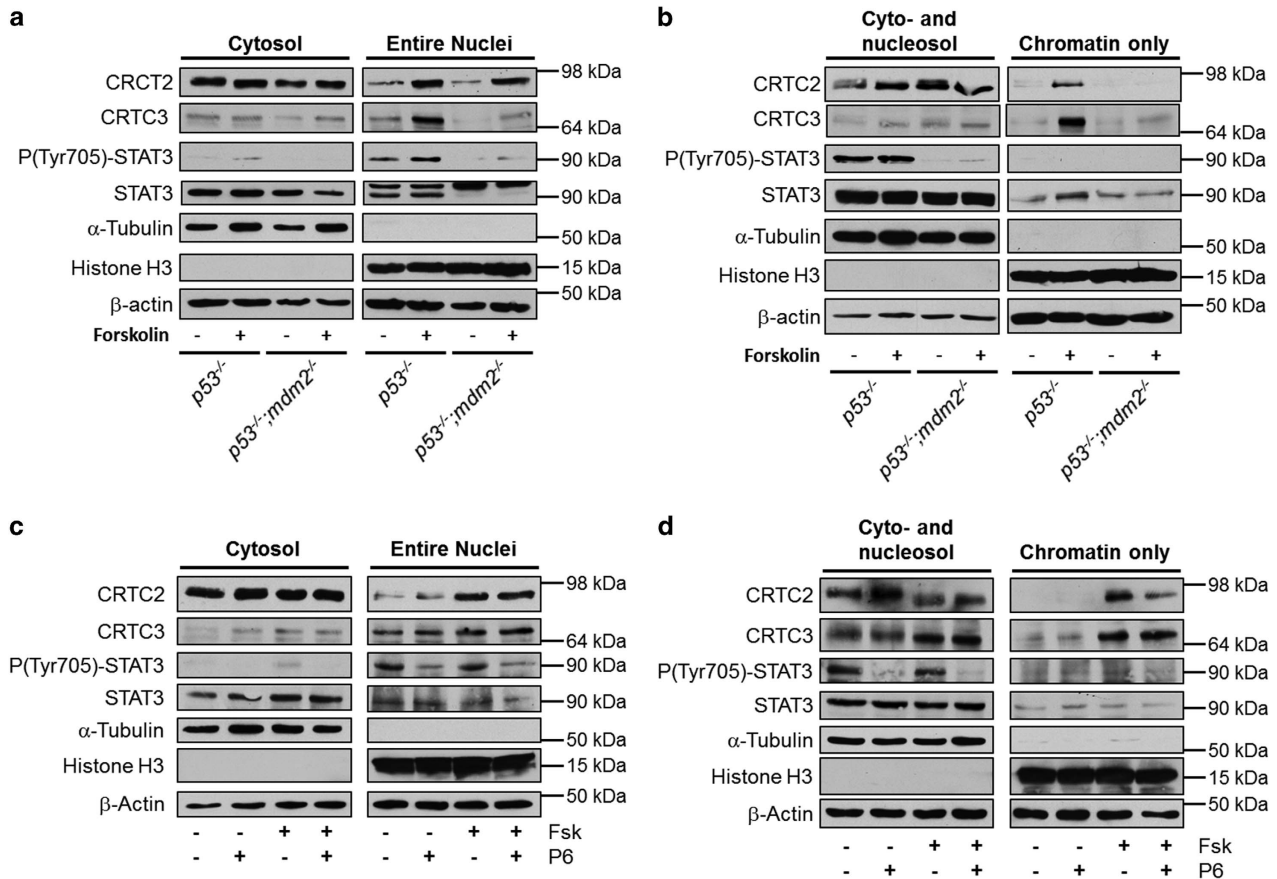 a
Cytosol Entire Nuclei
CRCT2 98 kDa
CRTC3 64 kDa
P(Tyr705)-STAT3 90 kDa
STAT3 90 kDa
α-Tubulin 50 kDa
Histone H3 15 kDa
β-actin 50 kDa
Forskolin - + - + - + - +
p53-/- p53-/-;mdm2-/- p53-/- p53-/-;mdm2-/-
b
Cyto- and
nucleosol Chromatin only
CRTC2 98 kDa
CRTC3 64 kDa
P(Tyr705)-STAT3 90 kDa
STAT3 90 kDa
α-Tubulin 50 kDa
Histone H3 15 kDa
β-actin 50 kDa
Forskolin - + - + - + - +
p53-/- p53-/-;mdm2-/- p53-/- p53-/-;mdm2-/-
c
Cytosol Entire Nuclei
CRTC2 98 kDa
CRTC3 64 kDa
P(Tyr705)-STAT3 90 kDa
STAT3 90 kDa
α-Tubulin 50 kDa
Histone H3 15 kDa
β-Actin 50 kDa
- - + + - - + + Fsk
- + - + - + - + P6
d
Cyto- and
nucleosol Chromatin only
CRTC2 98 kDa
CRTC3 64 kDa
P(Tyr705)-STAT3 90 kDa
STAT3 90 kDa
α-Tubulin 50 kDa
Histone H3 15 kDa
β-Actin 50 kDa
- - + + - - + + Fsk
- + - + - + - + P6